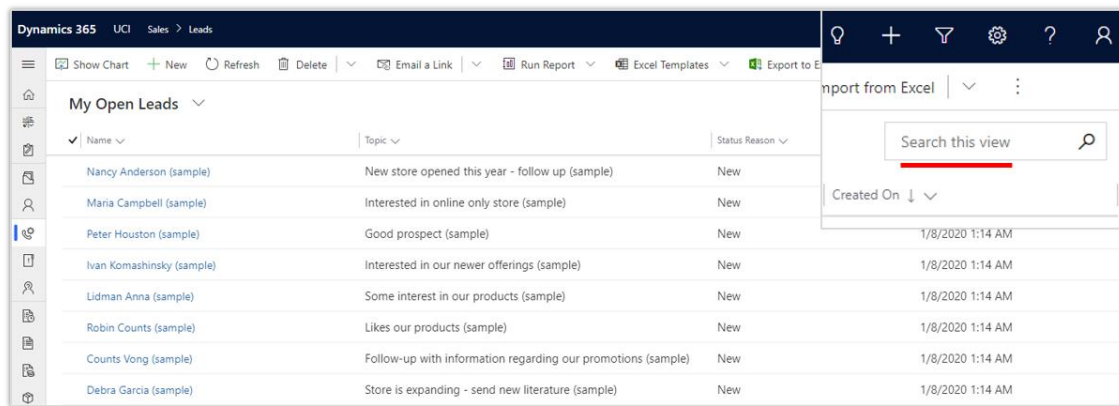 Dynamics 365 UCI Sales > Leads
Show Chart New Refresh Delete Email a Link Run Report Excel Templates Export to E
mport from Excel
My Open Leads
Search this view
Name Topic Status Reason Created On
Nancy Anderson (sample) New store opened this year - follow up (sample) New
Maria Campbell (sample) Interested in online only store (sample) New
Peter Houston (sample) Good prospect (sample) New 1/8/2020 1:14 AM
Ivan Komashinsky (sample) Interested in our newer offerings (sample) New 1/8/2020 1:14 AM
Lidman Anna (sample) Some interest in our products (sample) New 1/8/2020 1:14 AM
Robin Counts (sample) Likes our products (sample) New 1/8/2020 1:14 AM
Counts Vong (sample) Follow-up with information regarding our promotions (sample) New 1/8/2020 1:14 AM
Debra Garcia (sample) Store is expanding - send new literature (sample) New 1/8/2020 1:14 AM